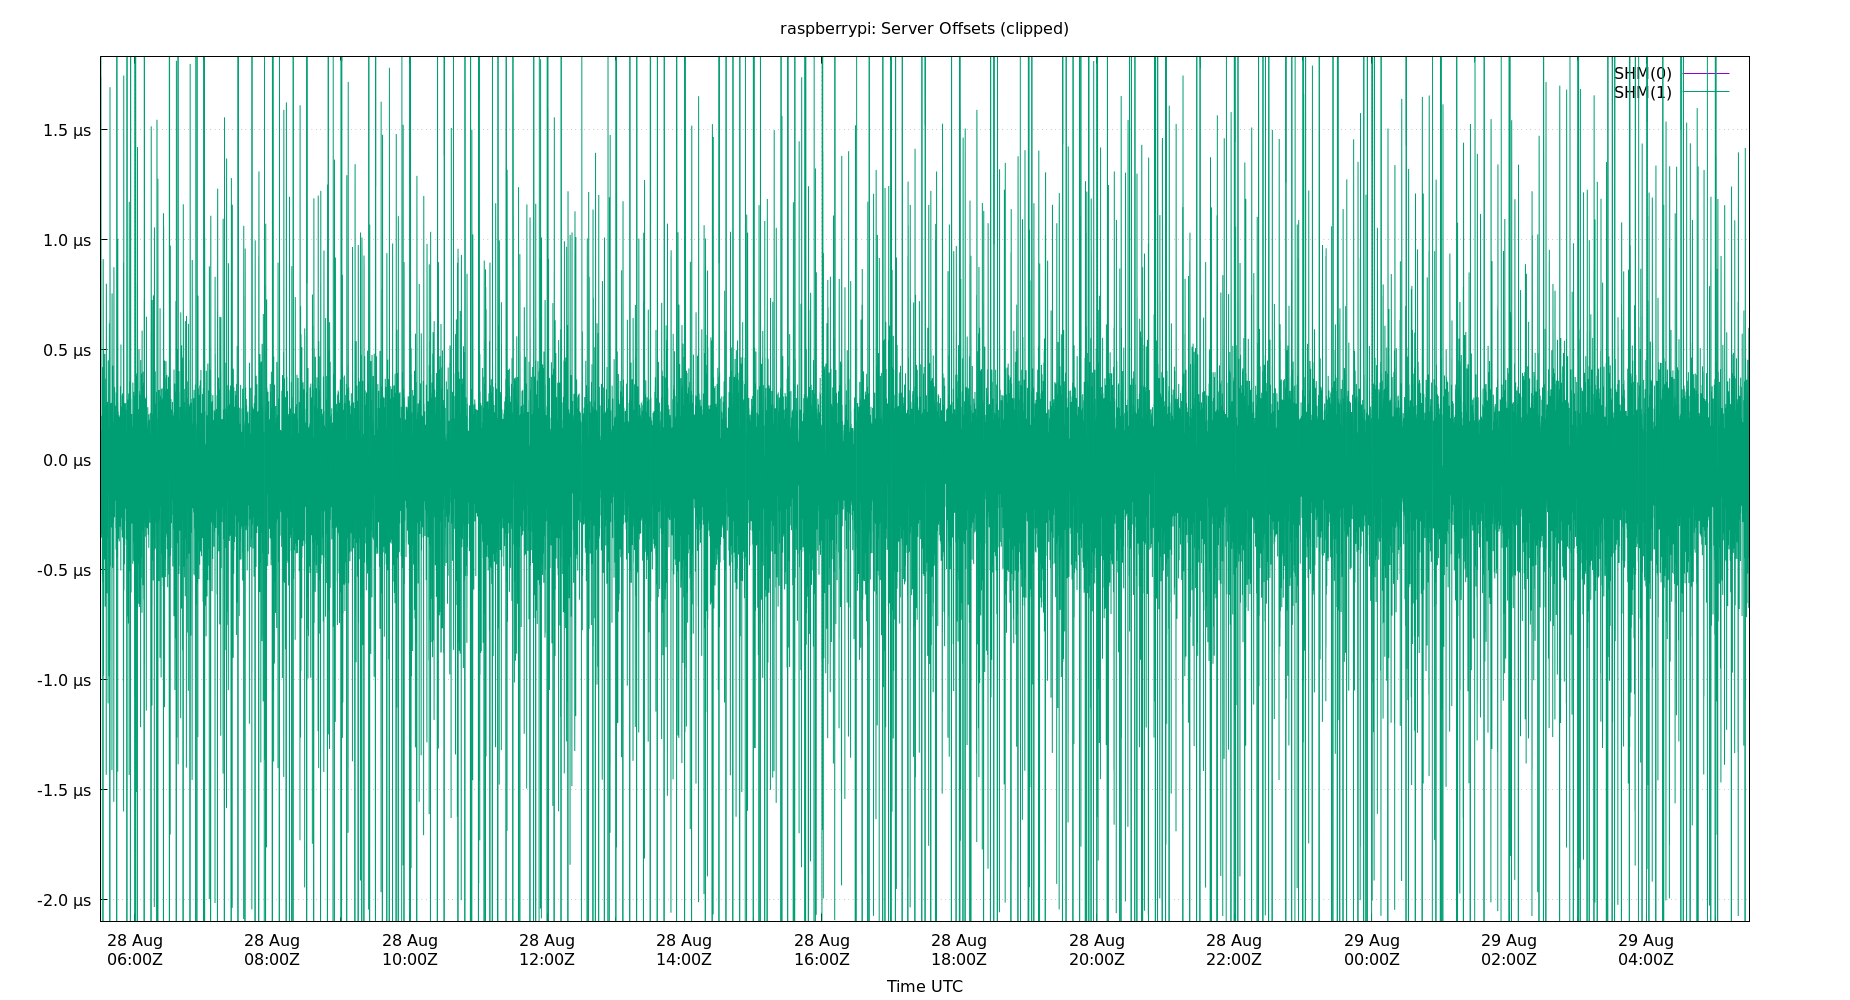 raspberrypi: Server Offsets (clipped)
SHM(0)
SHM(1)
1.5 µs
1.0 µs
0.5 µs
0.0 µs
-0.5 µs
-1.0 µs
-1.5 µs
-2.0 µs
28 Aug 28 Aug 28 Aug 28 Aug 28 Aug 28 Aug 28 Aug 28 Aug 28 Aug 29 Aug 29 Aug 29 Aug
06:00Z 08:00Z 10:00Z 12:00Z 14:00Z 16:00Z 18:00Z 20:00Z 22:00Z 00:00Z 02:00Z 04:00Z
Time UTC